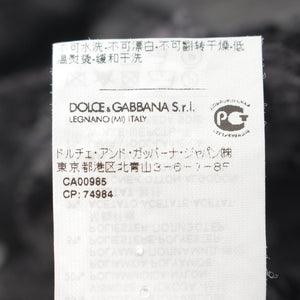 不可水洗-不可漂白-不可翻转干燥-低
温熨烫-缓和干洗
DOLCE&GABBANA S.r.l.
LEGNANO (MI) ITALY
ドルチェ・アンド・ガッバーナ・ジャパン㈱
東京都港区北青山3-6-7-8F
CA00985
CP: 74984